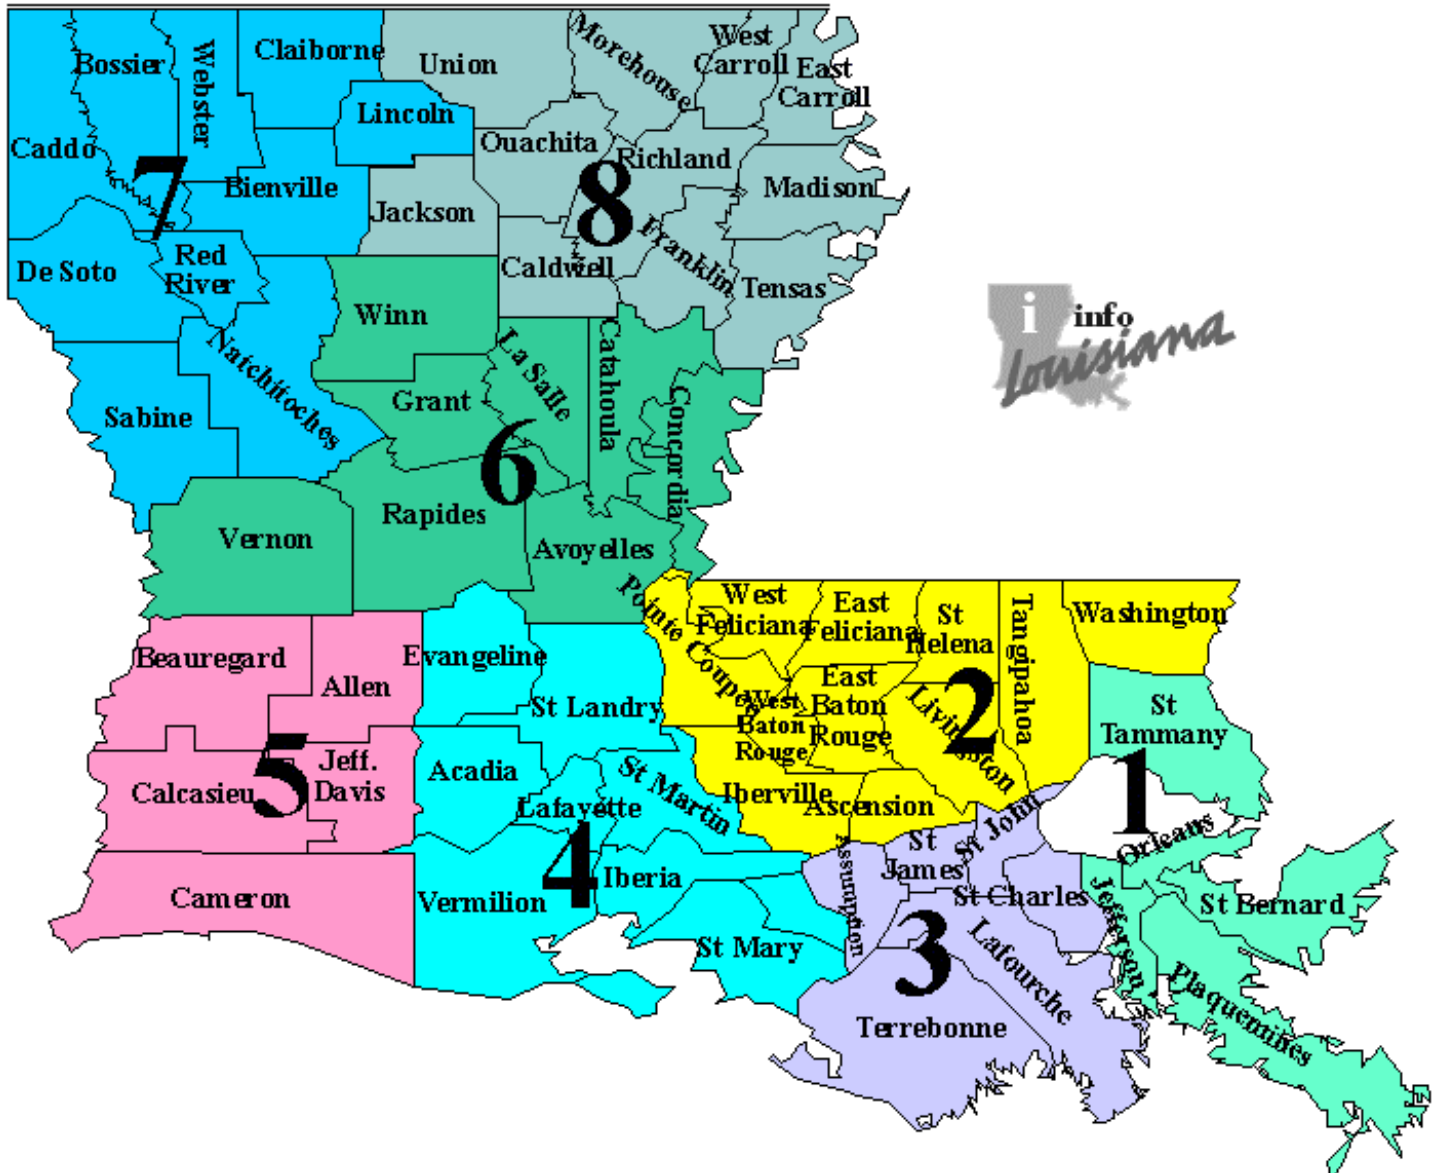 Bossier
Webster
Claiborne
Union
Morehouse
West
Carroll
East
Carroll
Lincoln
Caddo
Ouachita
Richland
7
Bienville
8
Madison
Jackson
Franklin
Red
River
De Soto
Caldwell
Tensas
Winn
i
info
Louisiana
Natchitoches
La Salle
Catahoula
Grant
Sabine
Concordia
6
Rapides
Vernon
Avoyelles
Pointe Coupee
West
Feliciana
East
Feliciana
St
Helena
Tangipahoa
Washington
Beauregard
Evangeline
Allen
St Landry
West
Baton
Rouge
East
Baton
Rouge
Livingston
2
St
Tammany
5
Jeff.
Davis
Calcasieu
Acadia
Lafayette
St Martin
Iberville
Ascension
1
Orleans
St John
St
James
Assumption
4
Iberia
Cameron
Vermilion
St Charles
Jefferson
St Bernard
St Mary
3
Lafourche
Plaquemines
Terrebonne